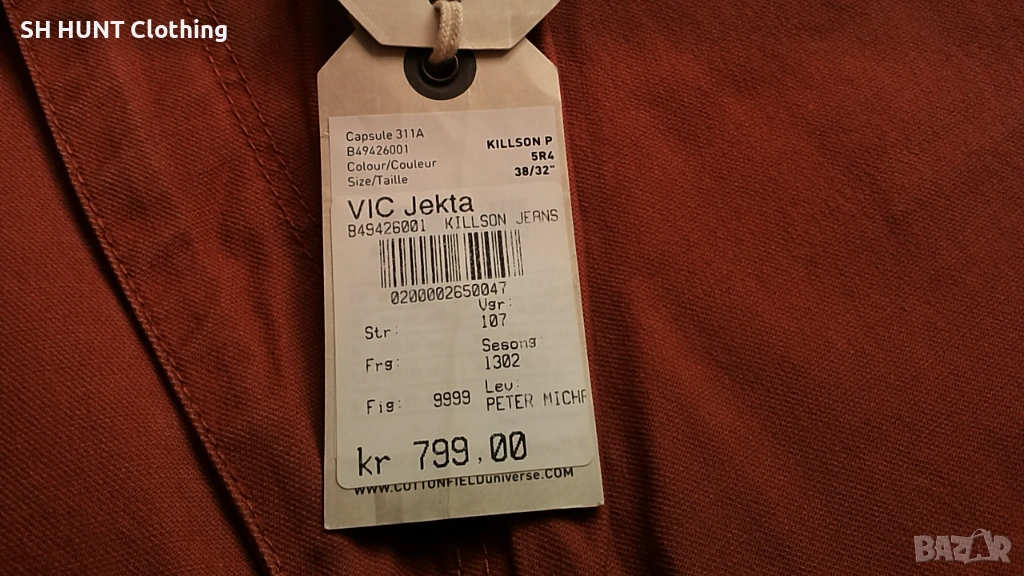 SH HUNT Clothing
Capsule 311A
B49426001 KILLSON P
Colour/Couleur 5R4
Size/Taille 38/32"
VIC Jekta
B49426001 KILLSON JEANS
0200002650047
Vgr:
Str: 107
Sesong:
Frg: 1302
Lev:
Fig: 9999 PETER MICHA
kr 799,00
www.COTTONFIELDuniverse.COM
BAZAR